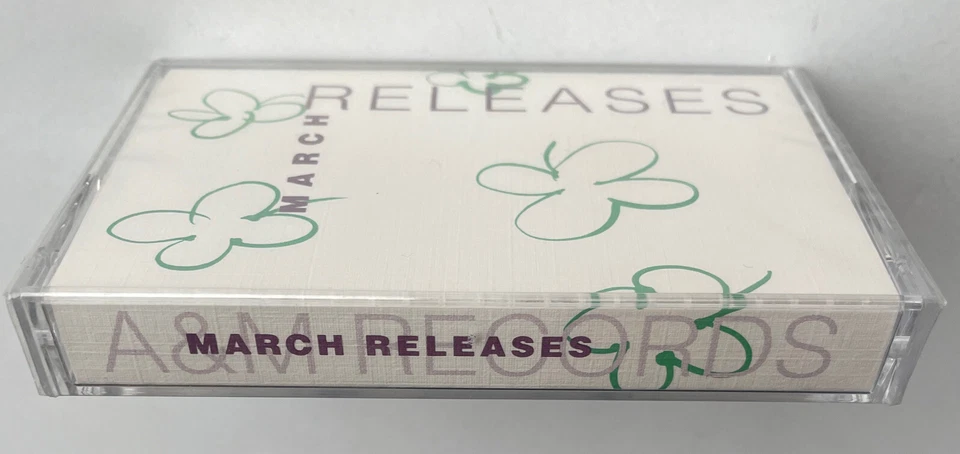 RELEASES
MARCH
A&M RECORDS
MARCH RELEASES